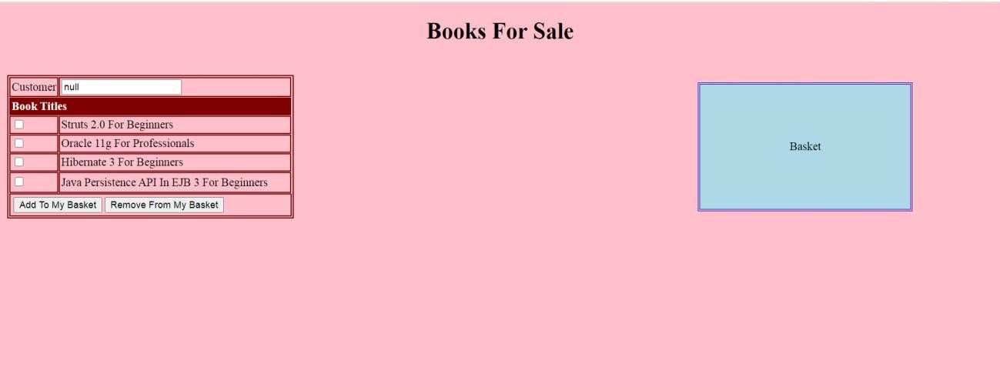 Books For Sale
Customer null
Book Titles
Struts 2.0 For Beginners
Oracle 11g For Professionals
Hibernate 3 For Beginners
Java Persistence API In EJB 3 For Beginners
Add To My Basket Remove From My Basket
Basket